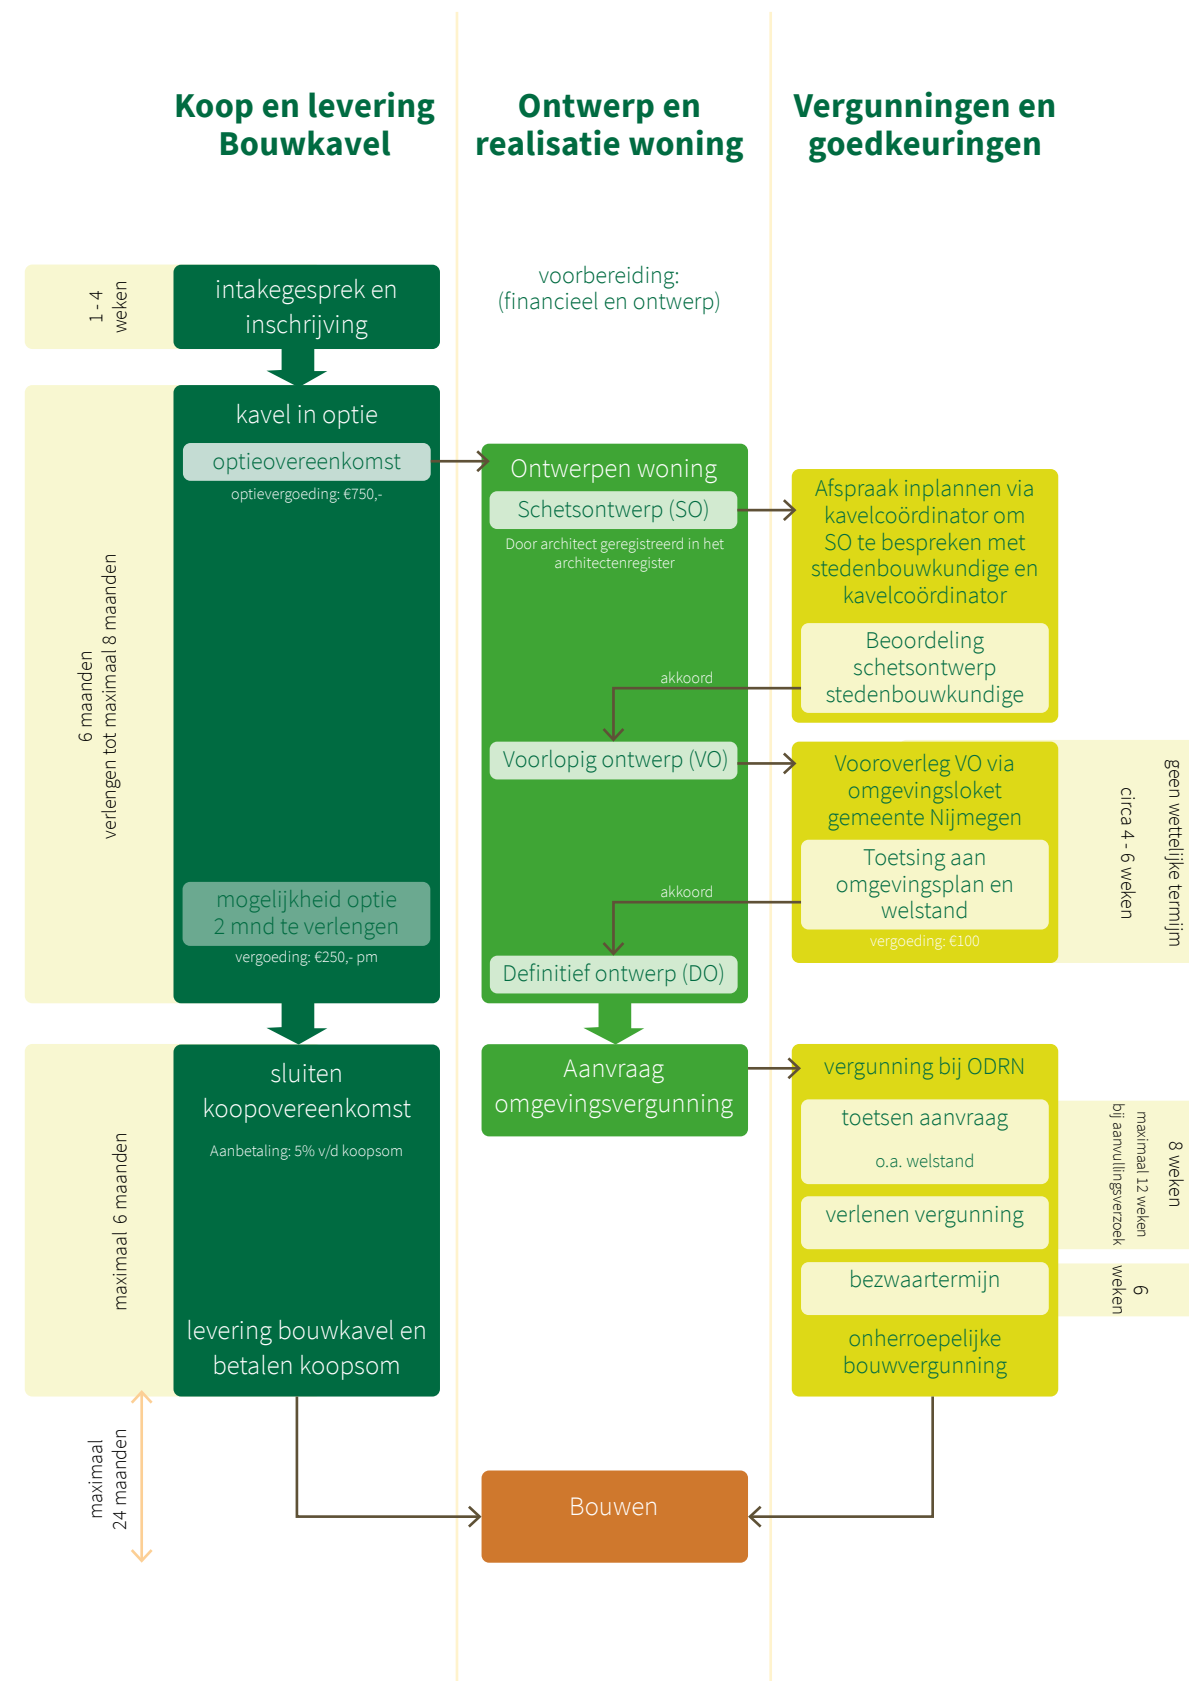 Koop en levering
Bouwkavel
Ontwerp en
realisatie woning
Vergunningen en
goedkeuringen
1 - 4
weken
intakegesprek en
inschrijving
voorbereiding:
(financieel en ontwerp)
6 maanden
verlengen tot maximaal 8 maanden
kavel in optie
optieovereenkomst
optievergoeding: €750,-
mogelijkheid optie
2 mnd te verlengen
vergoeding: €250,- pm
Ontwerpen woning
Schetsontwerp (SO)
Door architect geregistreerd in het
architectenregister
akkoord
Voorlopig ontwerp (VO)
akkoord
Definitief ontwerp (DO)
Afspraak inplannen via
kavelcoördinator om
SO te bespreken met
stedenbouwkundige en
kavelcoördinator
Beoordeling
schetsontwerp
stedenbouwkundige
Vooroverleg VO via
omgevingsloket
gemeente Nijmegen
Toetsing aan
omgevingsplan en
welstand
vergoeding: €100
geen wettelijke termijm
circa 4 - 6 weken
maximaal 6 maanden
sluiten
koopovereenkomst
Aanbetaling: 5% v/d koopsom
levering bouwkavel en
betalen koopsom
Aanvraag
omgevingsvergunning
vergunning bij ODRN
toetsen aanvraag
o.a. welstand
verlenen vergunning
bezwaartermijn
onherroepelijke
bouwvergunning
8 weken
maximaal 12 weken
bij aanvullingsverzoek
6
weken
maximaal
24 maanden
Bouwen